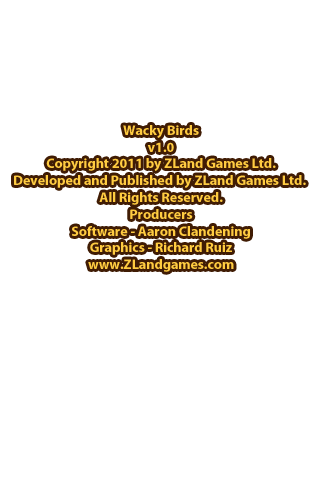 Wacky Birds
v1.0
Copyright 2011 by ZLand Games Ltd.
Developed and Published by ZLand Games Ltd.
All Rights Reserved.
Producers
Software - Aaron Clandening
Graphics - Richard Ruiz
www.ZLandgames.com